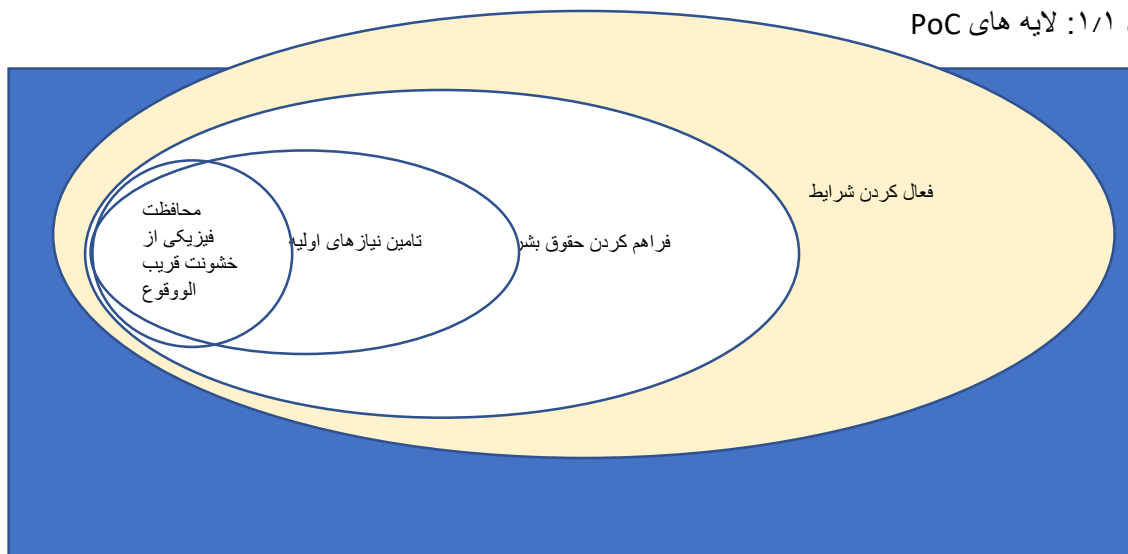 ۱٫۱: لایه های PoC
فعال کردن شرایط
فراهم کردن حقوق بشر
تامین نیازهای اولیه
محافظت
فیزیکی از
خشونت قریب
الووقوع